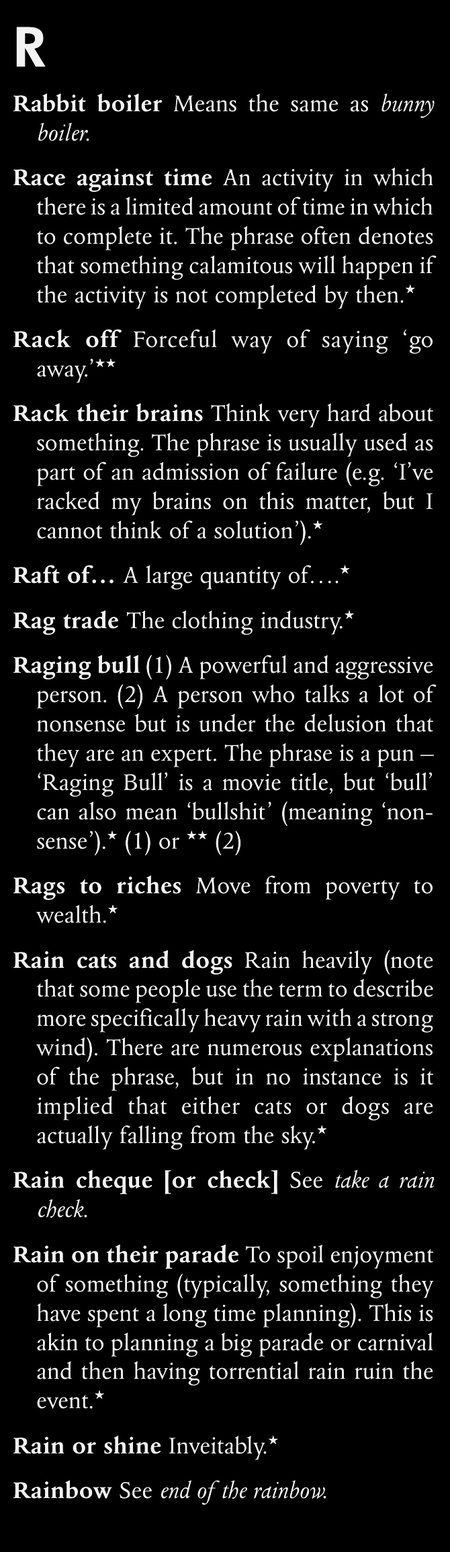 R
Rabbit boiler Means the same as bunny
boiler.
Race against time An activity in which
there is a limited amount of time in which
to complete it. The phrase often denotes
that something calamitous will happen if
the activity is not completed by then.★
Rack off Forceful way of saying ‘go
away.’★★
Rack their brains Think very hard about
something. The phrase is usually used as
part of an admission of failure (e.g. ‘I’ve
racked my brains on this matter, but I
cannot think of a solution’).★
Raft of… A large quantity of….★
Rag trade The clothing industry.★
Raging bull (1) A powerful and aggressive
person. (2) A person who talks a lot of
nonsense but is under the delusion that
they are an expert. The phrase is a pun –
‘Raging Bull’ is a movie title, but ‘bull’
can also mean ‘bullshit’ (meaning ‘non-
sense’).★ (1) or ★★ (2)
Rags to riches Move from poverty to
wealth.★
Rain cats and dogs Rain heavily (note
that some people use the term to describe
more specifically heavy rain with a strong
wind). There are numerous explanations
of the phrase, but in no instance is it
implied that either cats or dogs are
actually falling from the sky.★
Rain cheque [or check] See take a rain
check.
Rain on their parade To spoil enjoyment
of something (typically, something they
have spent a long time planning). This is
akin to planning a big parade or carnival
and then having torrential rain ruin the
event.★
Rain or shine Inveitably.★
Rainbow See end of the rainbow.